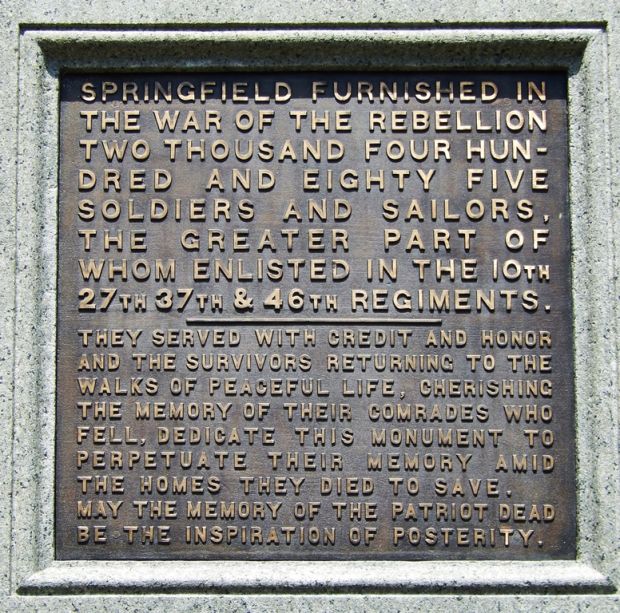 SPRINGFIELD FURNISHED IN
THE WAR OF THE REBELLION
TWO THOUSAND FOUR HUN-
DRED AND EIGHTY FIVE
SOLDIERS AND SAILORS,
THE GREATER PART OF
WHOM ENLISTED IN THE 10TH
27TH 37TH & 46TH REGIMENTS.
THEY SERVED WITH CREDIT AND HONOR
AND THE SURVIVORS RETURNING TO THE
WALKS OF PEACEFUL LIFE, CHERISHING
THE MEMORY OF THEIR COMRADES WHO
FELL, DEDICATE THIS MONUMENT TO
PERPETUATE THEIR MEMORY AMID
THE HOMES THEY DIED TO SAVE.
MAY THE MEMORY OF THE PATRIOT DEAD
BE THE INSPIRATION OF POSTERITY.